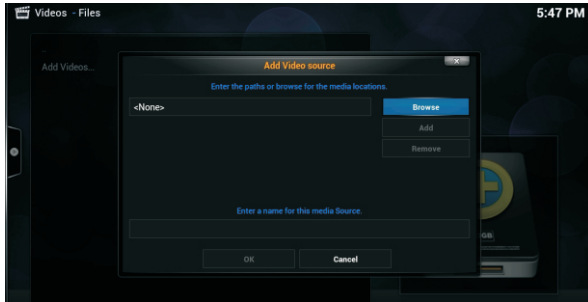 Videos - Files
5:47 PM
..
Add Videos...
Add Video source
Enter the paths or browse for the media locations.
<None>
Browse
Add
Remove
Enter a name for this media Source.
GB
OK
Cancel